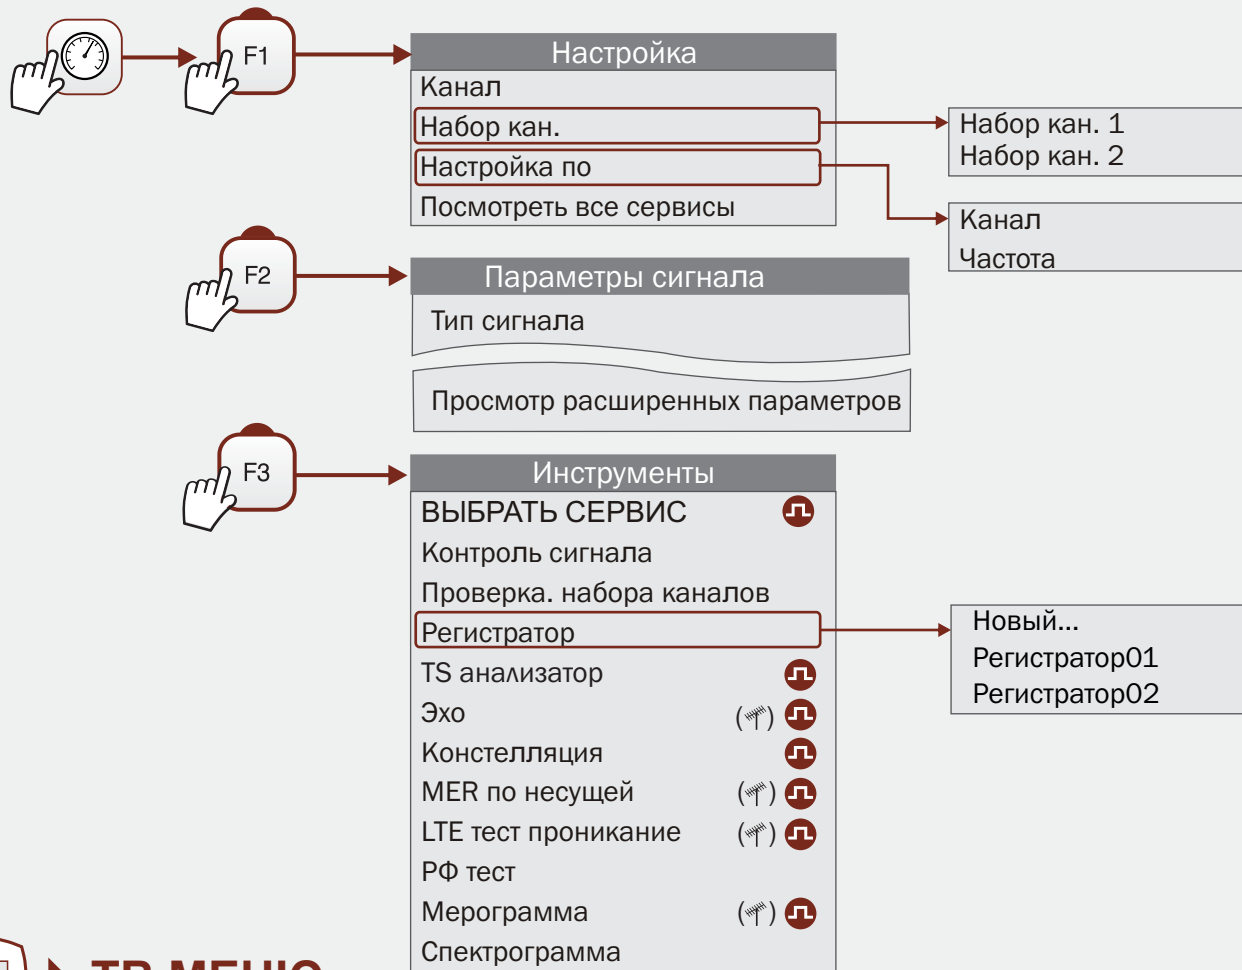 F1
Настройка
Канал
Набор кан.
Настройка по
Посмотреть все сервисы
Набор кан. 1
Набор кан. 2
Канал
Частота
F2
Параметры сигнала
Тип сигнала
Просмотр расширенных параметров
F3
Инструменты
ВЫБРАТЬ СЕРВИС
Контроль сигнала
Проверка. набора каналов
Регистратор
TS анализатор
Эхо
Констелляция
MER по несущей
LTE тест проникание
РФ тест
Мерограмма
Спектрограмма
Новый...
Регистратор01
Регистратор02
ТВ МЕНЮ